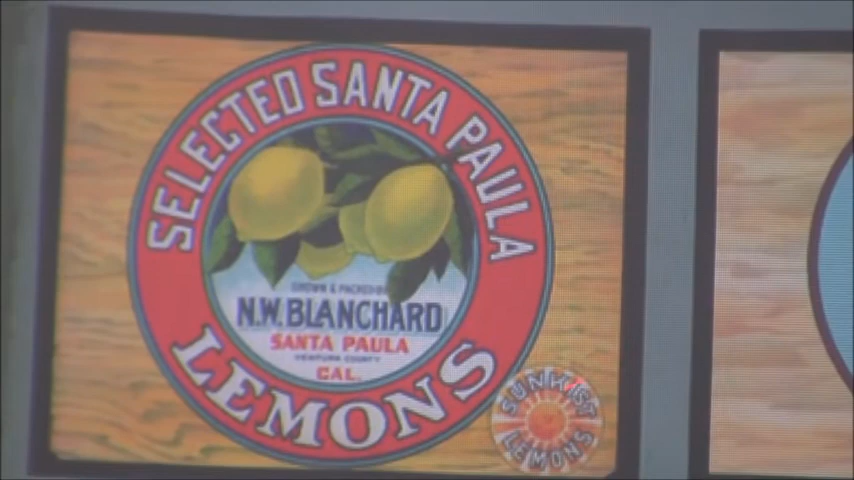 SELECTED SANTA PAULA
GROWN & PACKED BY
N.W. BLANCHARD
SANTA PAULA
VENTURA COUNTY
CAL.
LEMONS
SUNKIST
LEMONS